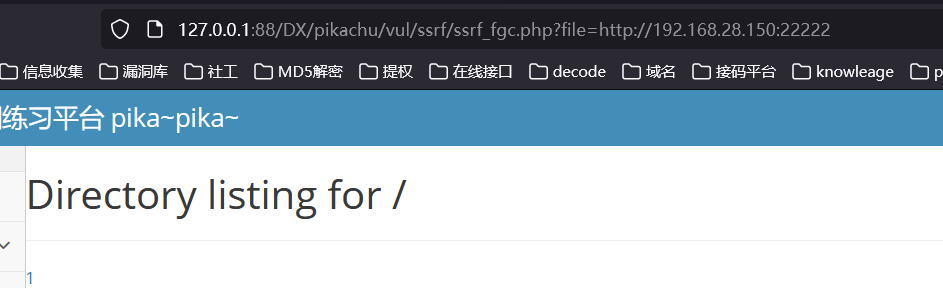 127.0.0.1:88/DX/pikachu/vul/ssrf/ssrf_fgc.php?file=http://192.168.28.150:22222
信息收集 漏洞库 社工 MD5解密 提权 在线接口 decode 域名 接码平台 knowleage p
练习平台 pika~pika~
Directory listing for /
1